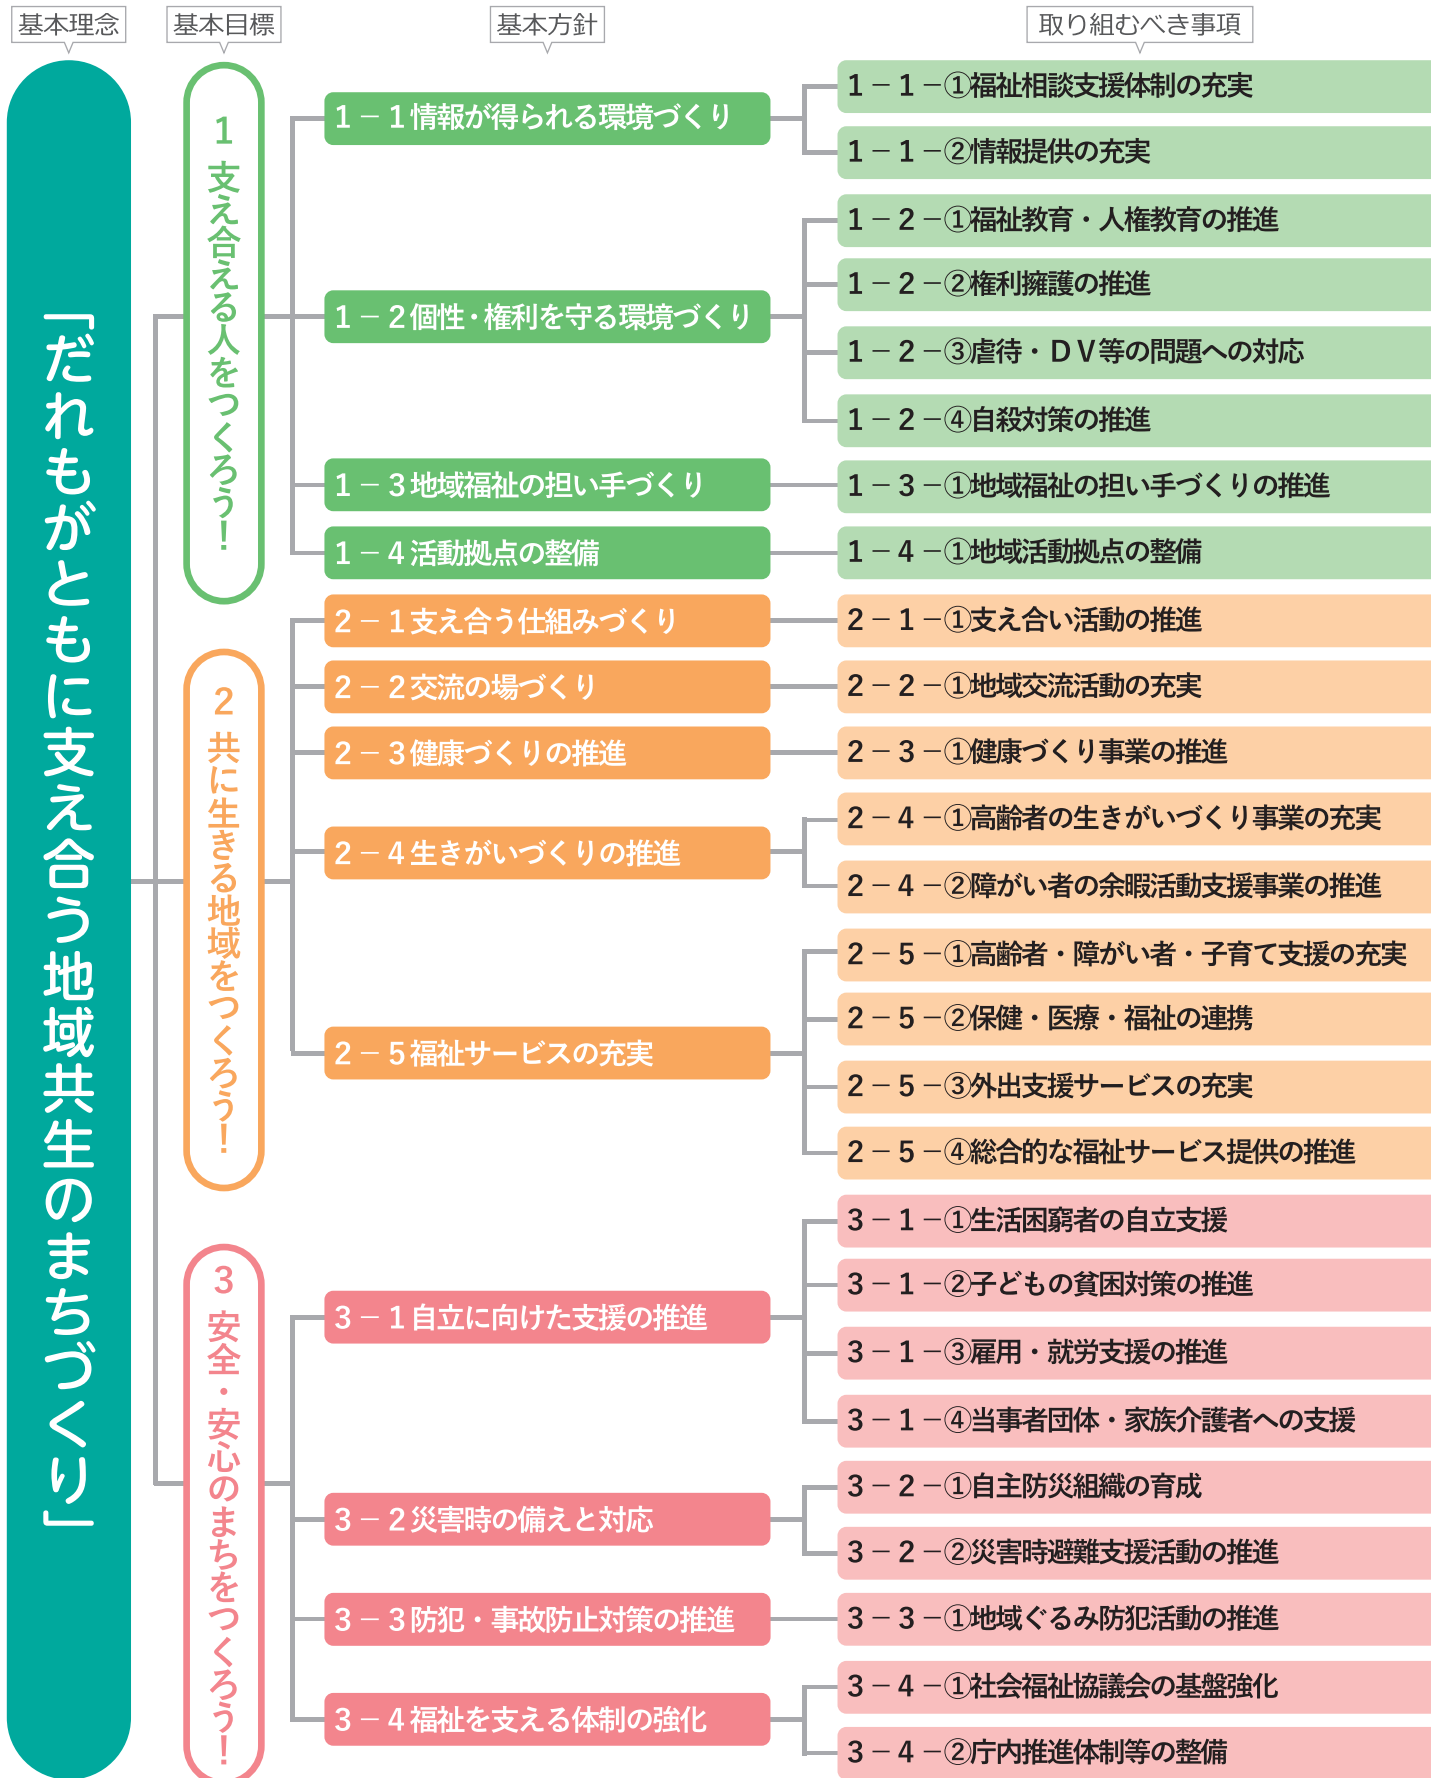 基本理念
基本目標
基本方針
取り組むべき事項
「だれもがともに支え合う地域共生のまちづくり」
1 支え合える人をつくろう！
1－1情報が得られる環境づくり
1－1－①福祉相談支援体制の充実
1－1－②情報提供の充実
1－2個性・権利を守る環境づくり
1－2－①福祉教育・人権教育の推進
1－2－②権利擁護の推進
1－2－③虐待・ＤＶ等の問題への対応
1－2－④自殺対策の推進
1－3地域福祉の担い手づくり
1－3－①地域福祉の担い手づくりの推進
1－4活動拠点の整備
1－4－①地域活動拠点の整備
2 共に生きる地域をつくろう！
2－1支え合う仕組みづくり
2－1－①支え合い活動の推進
2－2交流の場づくり
2－2－①地域交流活動の充実
2－3健康づくりの推進
2－3－①健康づくり事業の推進
2－4生きがいづくりの推進
2－4－①高齢者の生きがいづくり事業の充実
2－4－②障がい者の余暇活動支援事業の推進
2－5福祉サービスの充実
2－5－①高齢者・障がい者・子育て支援の充実
2－5－②保健・医療・福祉の連携
2－5－③外出支援サービスの充実
2－5－④総合的な福祉サービス提供の推進
3 安全・安心のまちをつくろう！
3－1自立に向けた支援の推進
3－1－①生活困窮者の自立支援
3－1－②子どもの貧困対策の推進
3－1－③雇用・就労支援の推進
3－1－④当事者団体・家族介護者への支援
3－2災害時の備えと対応
3－2－①自主防災組織の育成
3－2－②災害時避難支援活動の推進
3－3防犯・事故防止対策の推進
3－3－①地域ぐるみ防犯活動の推進
3－4福祉を支える体制の強化
3－4－①社会福祉協議会の基盤強化
3－4－②庁内推進体制等の整備